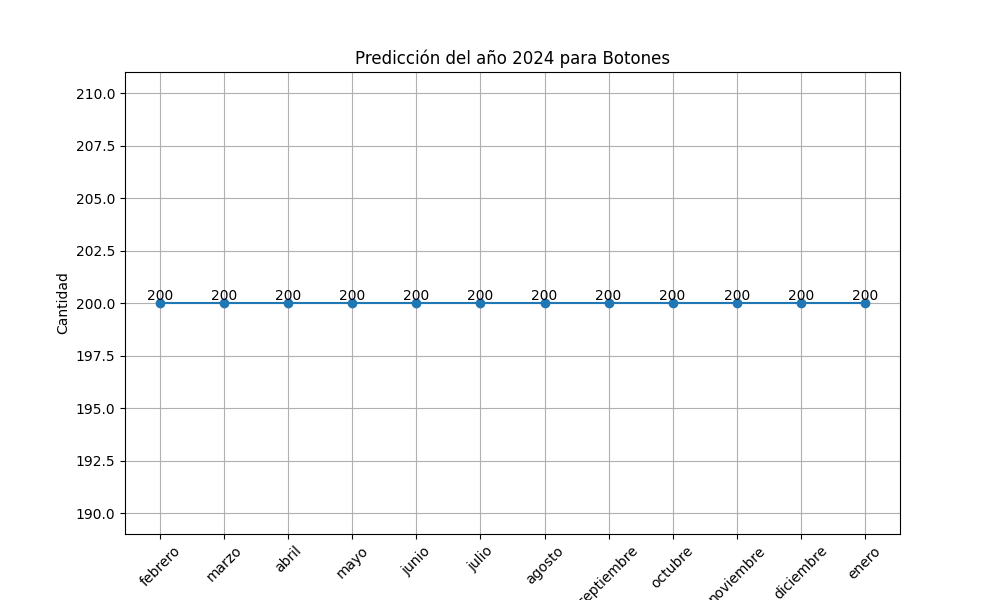 Predicción del año 2024 para Botones
Cantidad
210.0
207.5
205.0
202.5
200.0
197.5
195.0
192.5
190.0
200 200 200 200 200 200 200 200 200 200 200 200
febrero marzo abril mayo junio julio agosto septiembre octubre noviembre diciembre enero